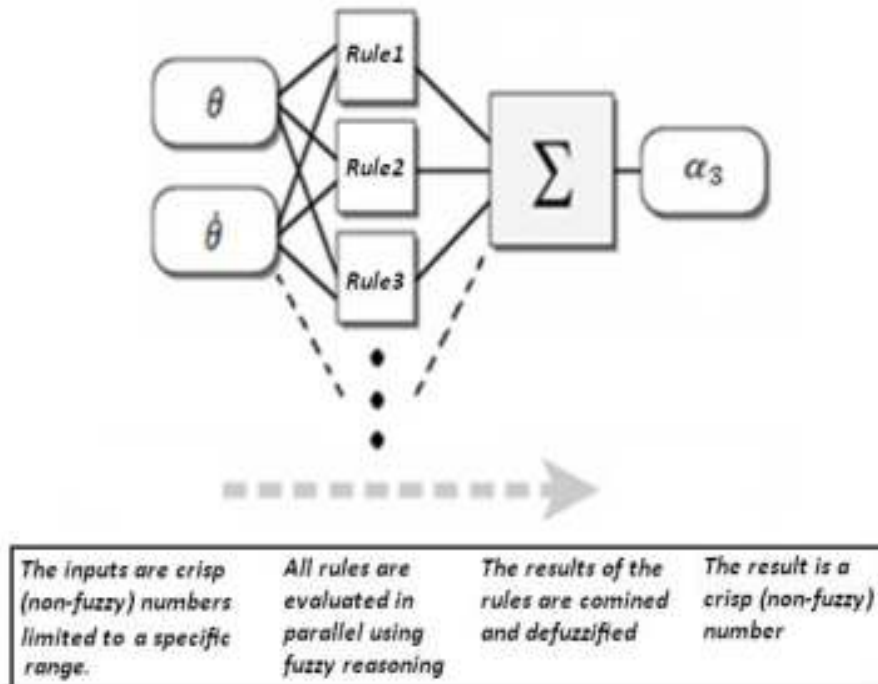 θ
θ̇
Rule1
Rule2
Rule3
Σ
α₃
The inputs are crisp
(non-fuzzy) numbers
limited to a specific
range.
All rules are
evaluated in
parallel using
fuzzy reasoning
The results of the
rules are comined
and defuzzified
The result is a
crisp (non-fuzzy)
number